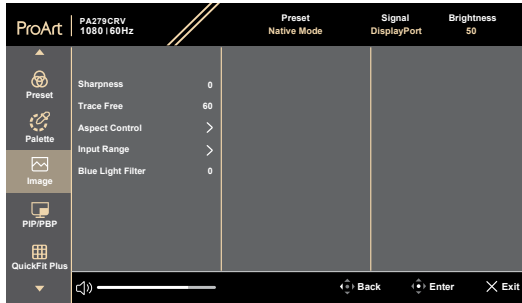 ProArt
PA279CRV
1080 | 60Hz
Preset
Native Mode
Signal
DisplayPort
Brightness
50
Preset
Palette
Image
PIP/PBP
QuickFit Plus
Sharpness 0
Trace Free 60
Aspect Control
Input Range
Blue Light Filter 0
Back
Enter
Exit